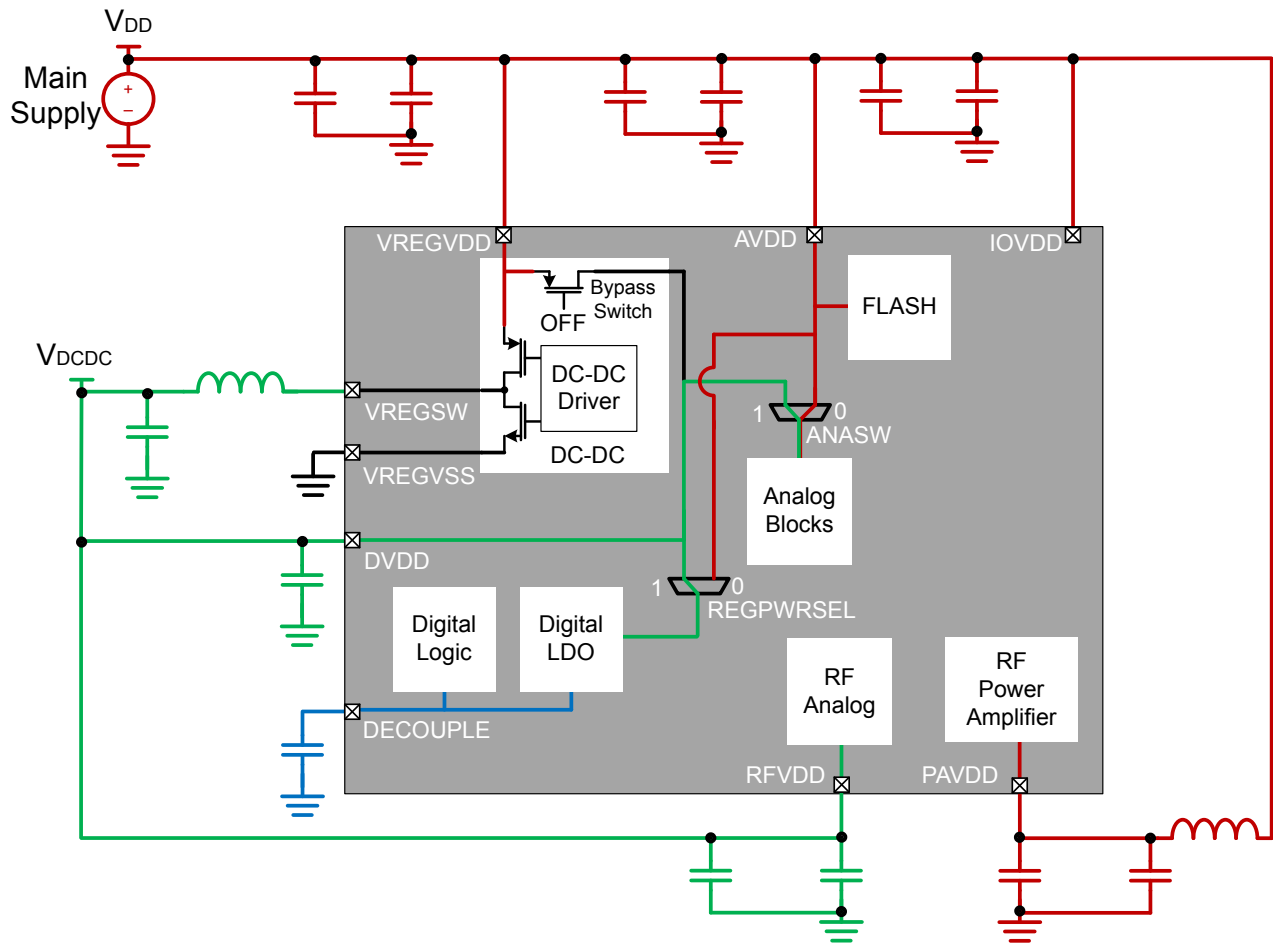 VDD
Main
Supply
+
–
VREGVDD
AVDD
IOVDD
Bypass
Switch
OFF
FLASH
VDCDC
DC-DC
Driver
VREGSW
1
0
ANASW
DC-DC
VREGVSS
Analog
Blocks
DVDD
1
0
REGPWRSEL
Digital
Logic
Digital
LDO
RF
Analog
RF
Power
Amplifier
DECOUPLE
RFVDD
PAVDD